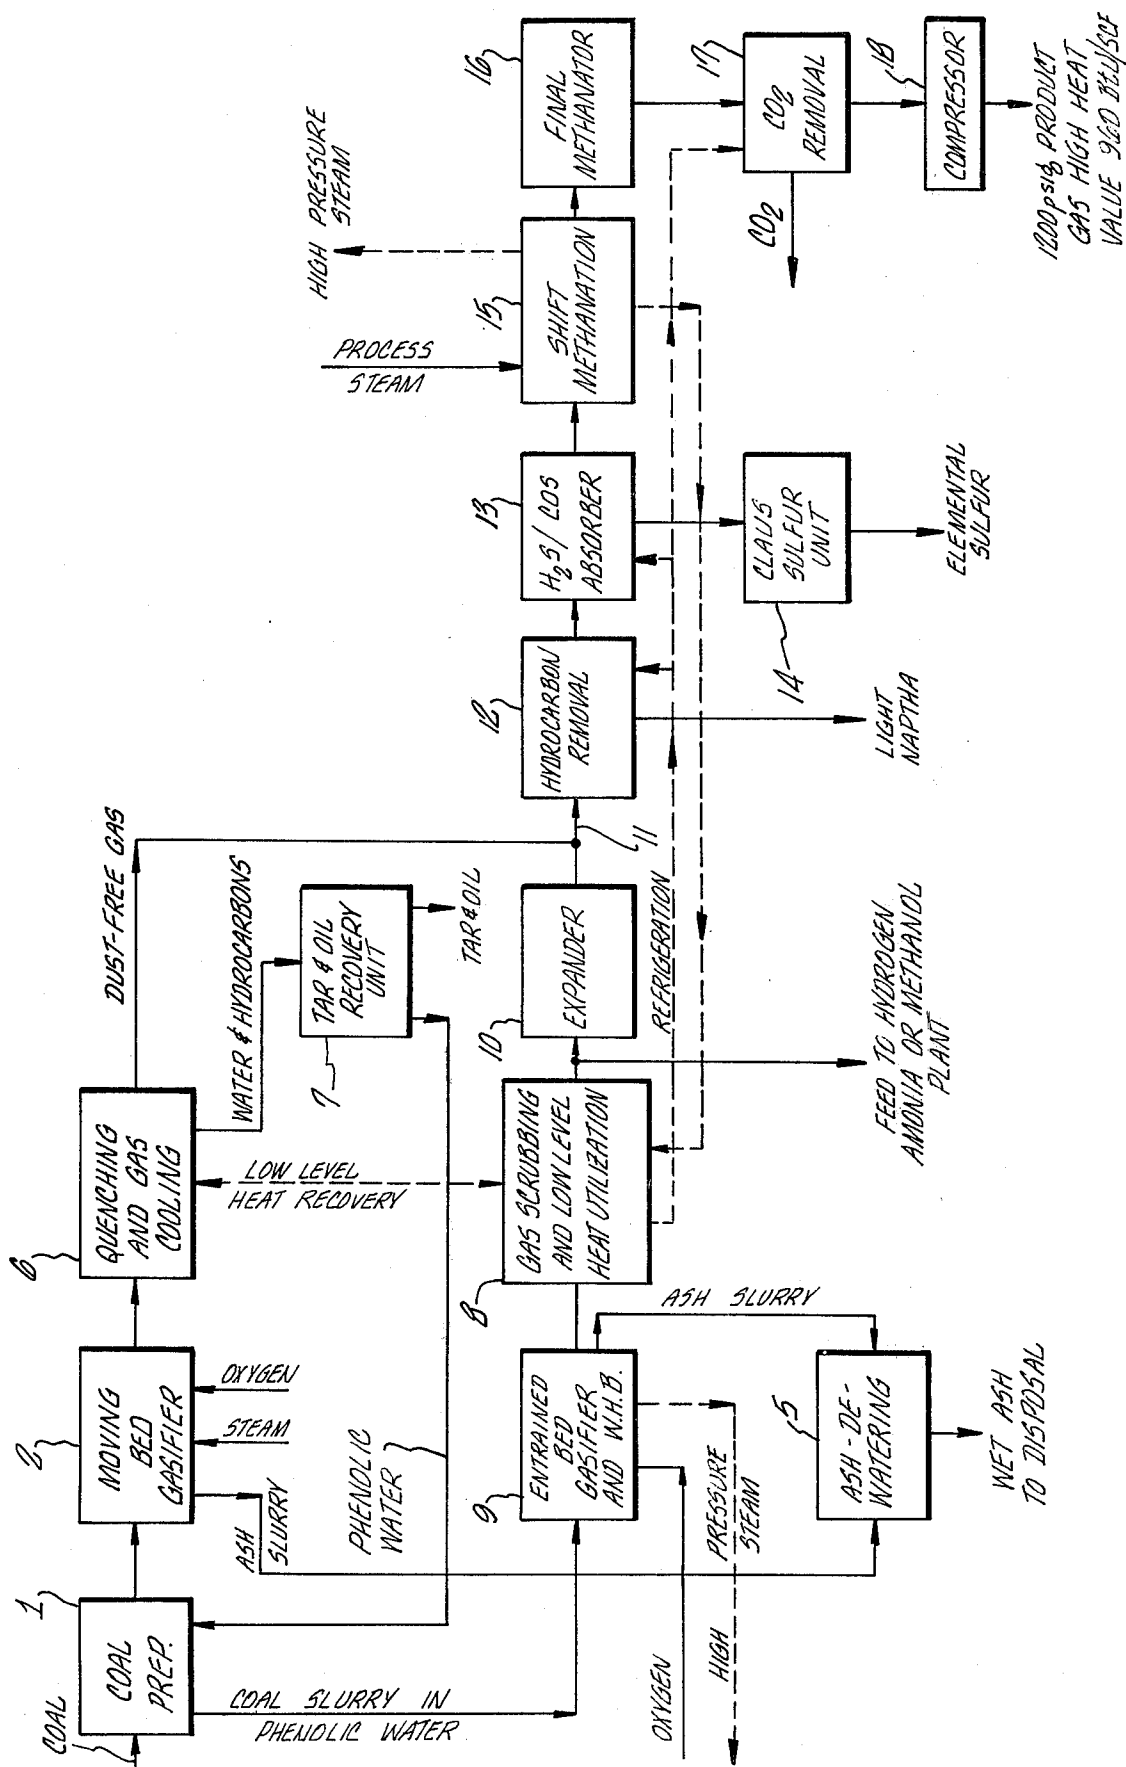 COAL
1
COAL
PREP.
2
MOVING
BED
GASIFIER
OXYGEN
STEAM
ASH
SLURRY
6
QUENCHING
AND GAS
COOLING
DUST-FREE GAS
WATER & HYDROCARBONS
7
TAR & OIL
RECOVERY
UNIT
TAR & OIL
LOW LEVEL
HEAT RECOVERY
PHENOLIC
WATER
COAL SLURRY IN
PHENOLIC WATER
9
ENTRAINED
BED
GASIFIER
AND W.H.B.
OXYGEN
HIGH PRESSURE
STEAM
ASH SLURRY
5
ASH-DE-
WATERING
WET ASH
TO DISPOSAL
8
GAS SCRUBBING
AND LOW LEVEL
HEAT UTILIZATION
10
EXPANDER
REFRIGERATION
FEED TO HYDROGEN
AMONIA OR METHANOL
PLANT
11
12
HYDROCARBON
REMOVAL
LIGHT
NAPTHA
13
H2S/COS
ABSORBER
14
CLAUS
SULFUR
UNIT
ELEMENTAL
SULFUR
PROCESS
STEAM
HIGH PRESSURE
STEAM
15
SHIFT
METHANATION
16
FINAL
METHANATOR
17
CO2
REMOVAL
CO2
18
COMPRESSOR
1200 psig PRODUCT
GAS HIGH HEAT
VALUE 960 Btu/SCF